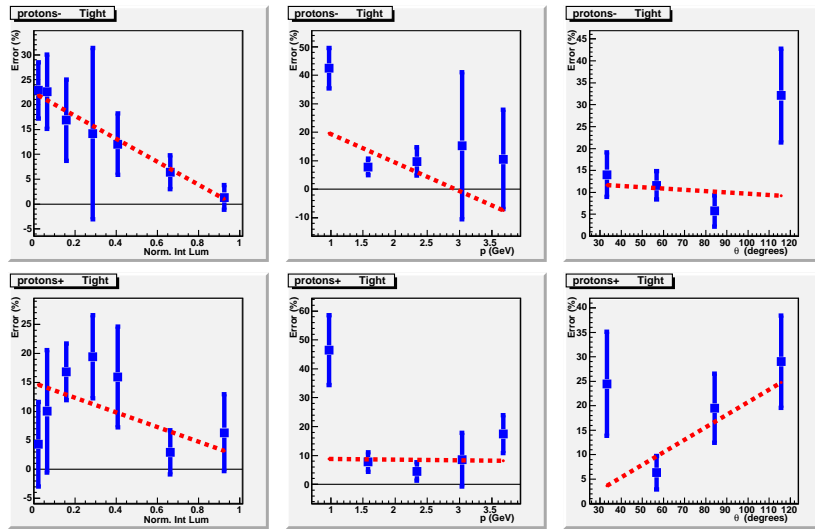 protons- Tight
Error (%)
30
25
20
15
10
5
0
-5
0 0.2 0.4 0.6 0.8 1
Norm. Int Lum
protons- Tight
Error (%)
50
40
30
20
10
0
-10
1 1.5 2 2.5 3 3.5
p (GeV)
protons- Tight
Error (%)
45
40
35
30
25
20
15
10
5
0
30 40 50 60 70 80 90 100 110 120
θ (degrees)
protons+ Tight
Error (%)
25
20
15
10
5
0
-5
0 0.2 0.4 0.6 0.8 1
Norm. Int Lum
protons+ Tight
Error (%)
60
50
40
30
20
10
0
1 1.5 2 2.5 3 3.5
p (GeV)
protons+ Tight
Error (%)
40
35
30
25
20
15
10
5
0
30 40 50 60 70 80 90 100 110 120
θ (degrees)